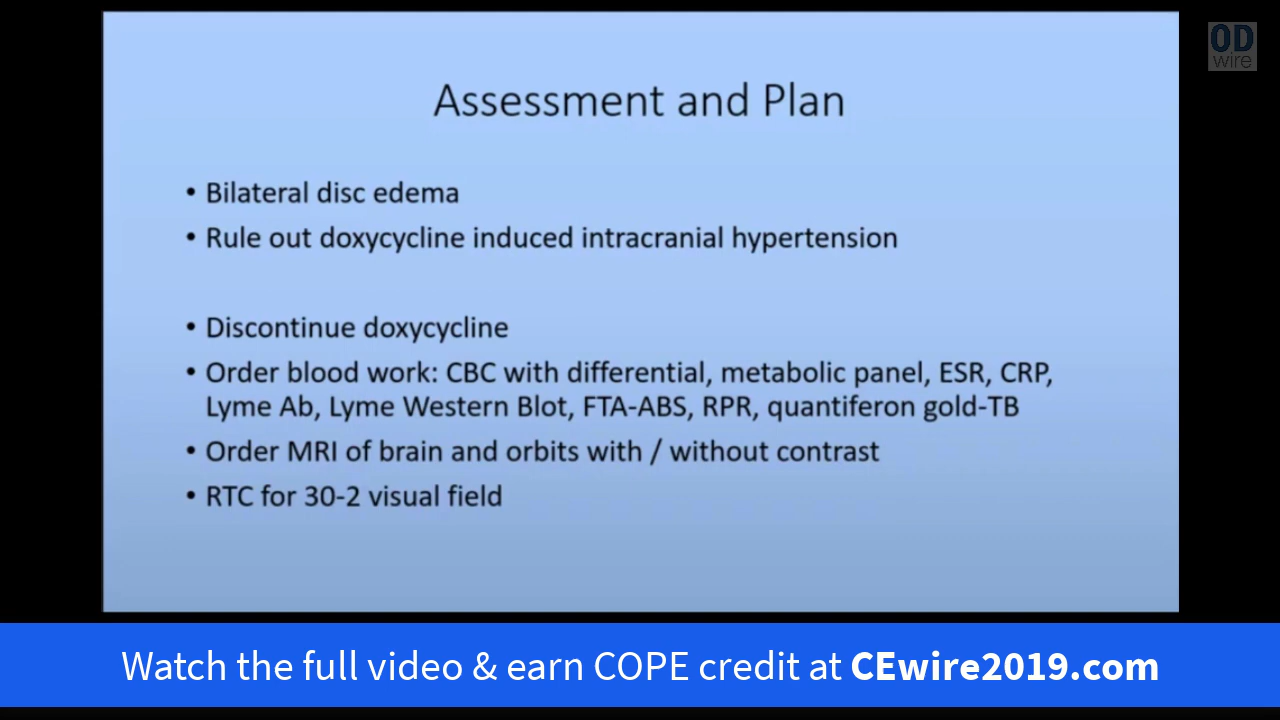 OD
wire
Assessment and Plan
• Bilateral disc edema
• Rule out doxycycline induced intracranial hypertension
• Discontinue doxycycline
• Order blood work: CBC with differential, metabolic panel, ESR, CRP,
Lyme Ab, Lyme Western Blot, FTA-ABS, RPR, quantiferon gold-TB
• Order MRI of brain and orbits with / without contrast
• RTC for 30-2 visual field
Watch the full video & earn COPE credit at CEwire2019.com